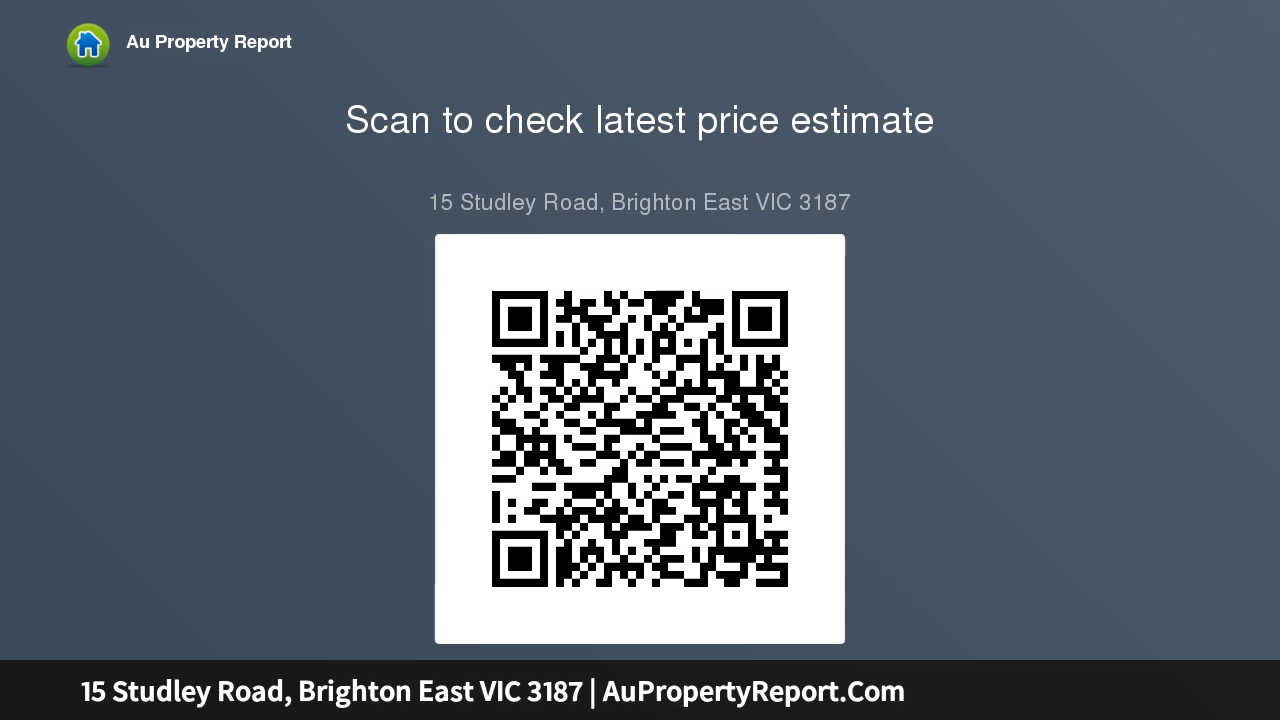 Au Property Report
Scan to check latest price estimate
15 Studley Road, Brighton East VIC 3187
15 Studley Road, Brighton East VIC 3187 | AuPropertyReport.Com